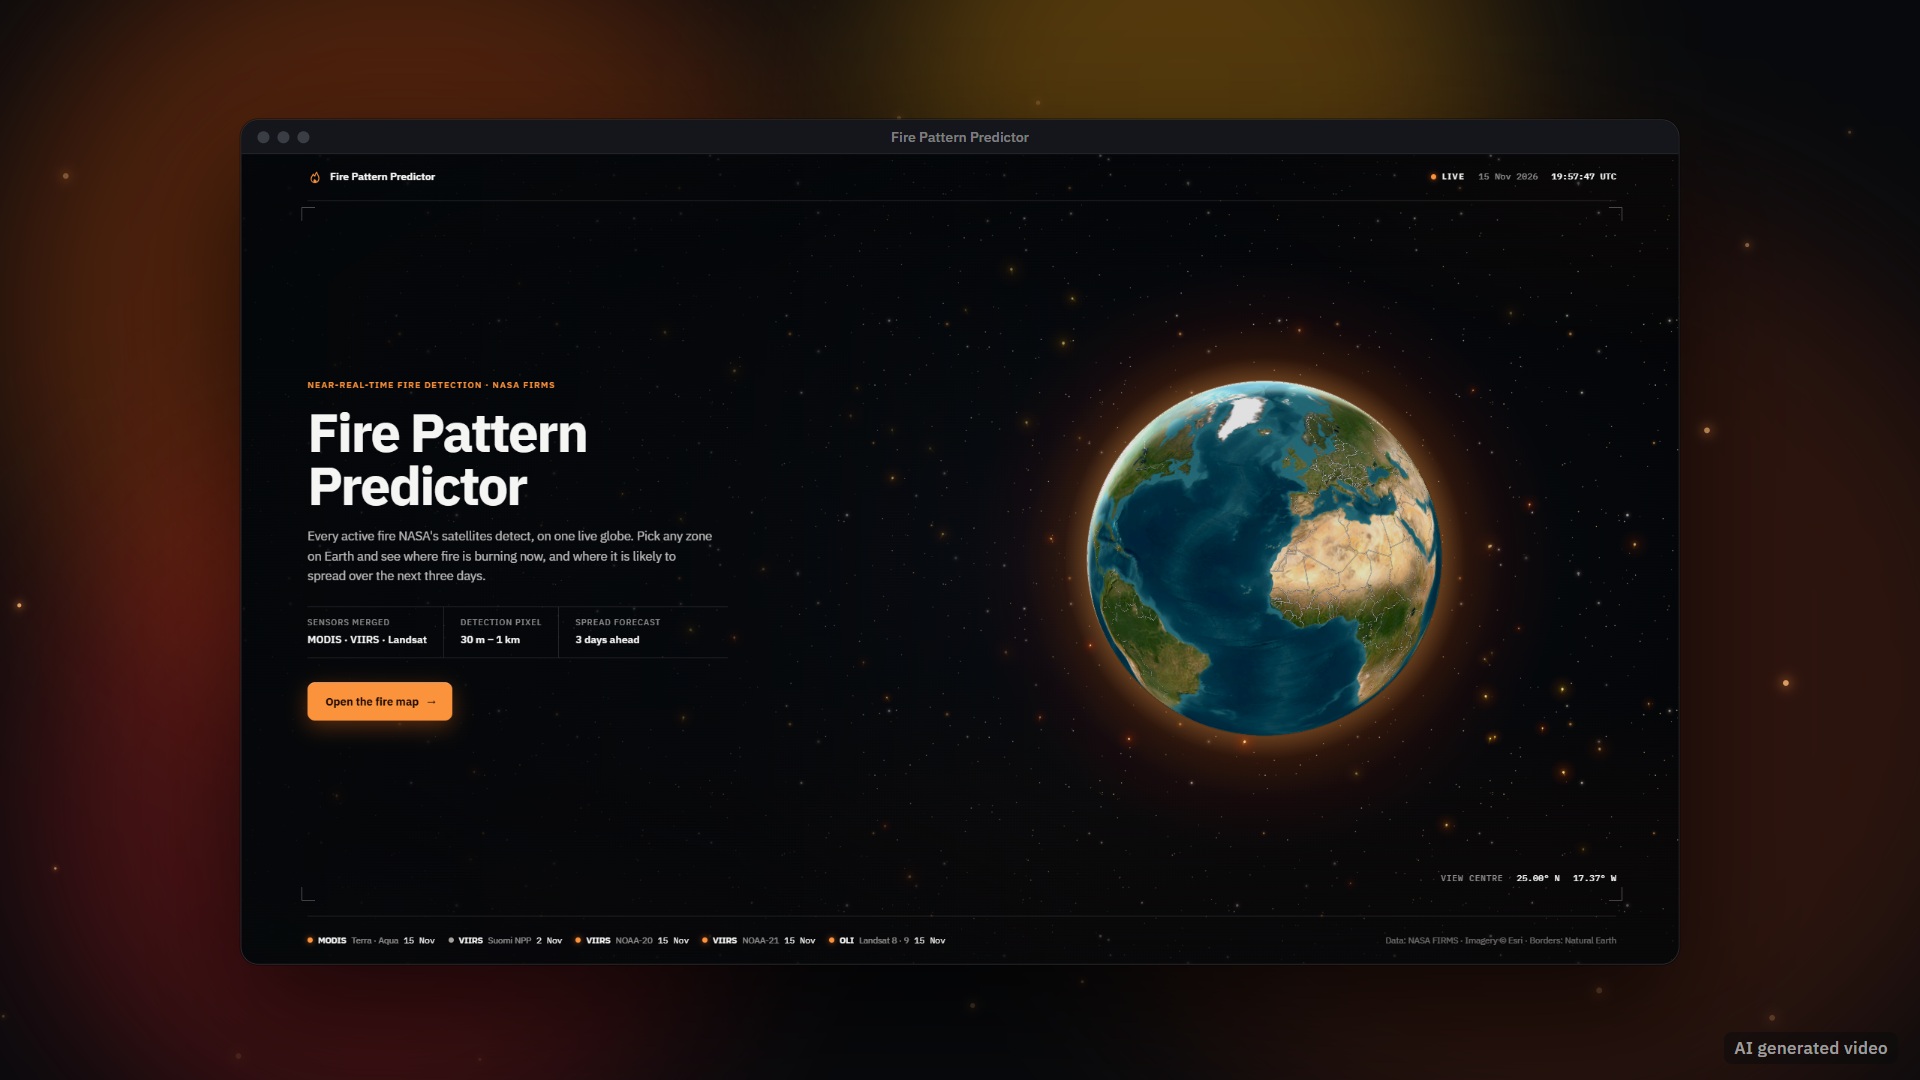 Fire Pattern Predictor
Fire Pattern Predictor
LIVE 15 Nov 2026 19:57:47 UTC
NEAR-REAL-TIME FIRE DETECTION · NASA FIRMS
Fire Pattern
Predictor
Every active fire NASA's satellites detect, on one live globe. Pick any zone
on Earth and see where fire is burning now, and where it is likely to
spread over the next three days.
SENSORS MERGED
MODIS · VIIRS · Landsat
DETECTION PIXEL
30 m – 1 km
SPREAD FORECAST
3 days ahead
Open the fire map →
VIEW CENTRE 25.00° N 17.37° W
MODIS Terra · Aqua 15 Nov VIIRS Suomi NPP 2 Nov VIIRS NOAA-20 15 Nov VIIRS NOAA-21 15 Nov OLI Landsat 8 · 9 15 Nov
Data: NASA FIRMS · Imagery © Esri · Borders: Natural Earth
AI generated video